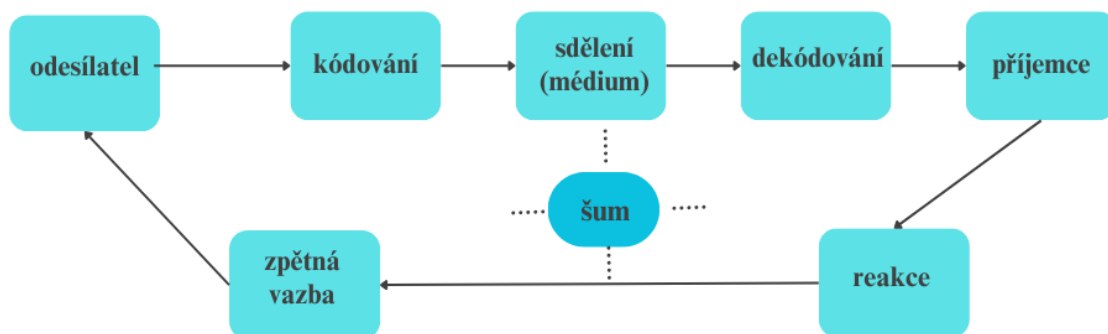 odesílatel
kódování
sdělení
(médium)
dekódování
příjemce
šum
zpětná
vazba
reakce